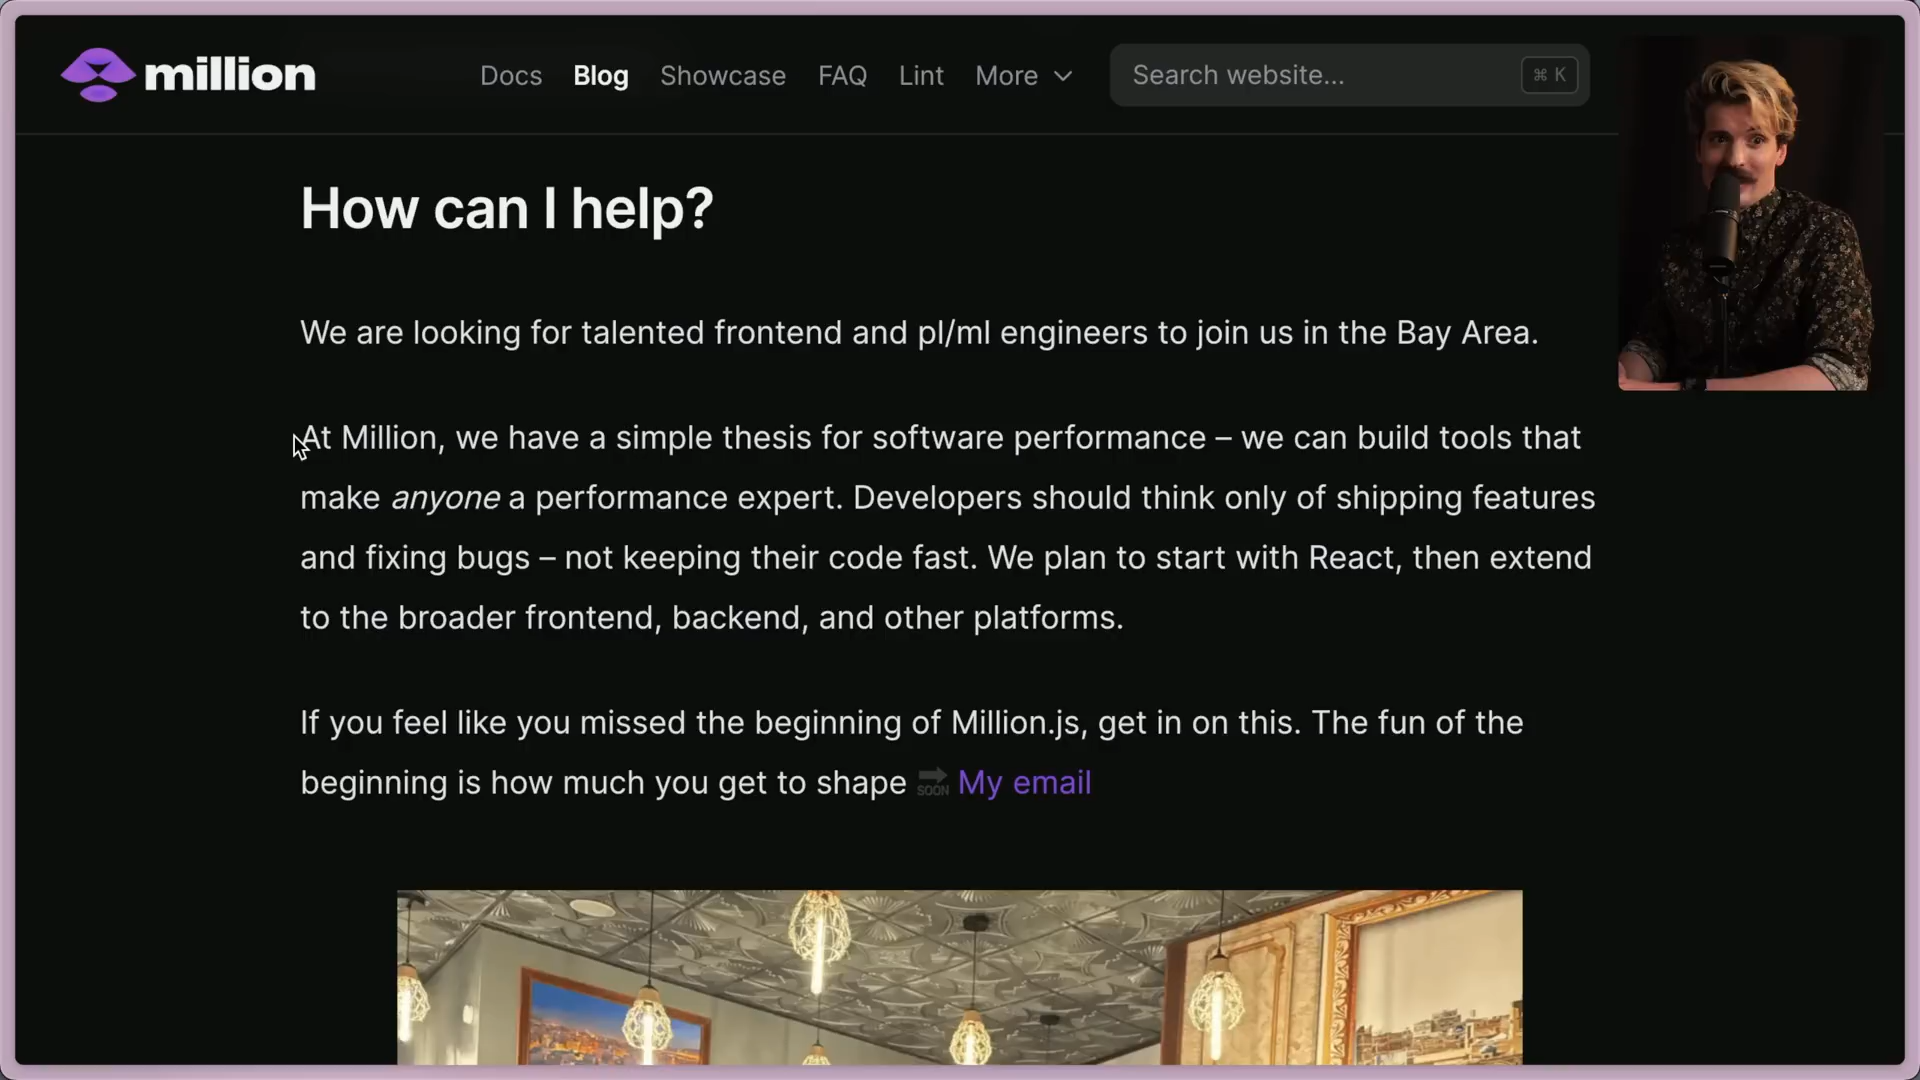 million
Docs Blog Showcase FAQ Lint More Search website... ⌘ K
How can I help?
We are looking for talented frontend and pl/ml engineers to join us in the Bay Area.
At Million, we have a simple thesis for software performance – we can build tools that
make anyone a performance expert. Developers should think only of shipping features
and fixing bugs – not keeping their code fast. We plan to start with React, then extend
to the broader frontend, backend, and other platforms.
If you feel like you missed the beginning of Million.js, get in on this. The fun of the
beginning is how much you get to shape 🔜 My email